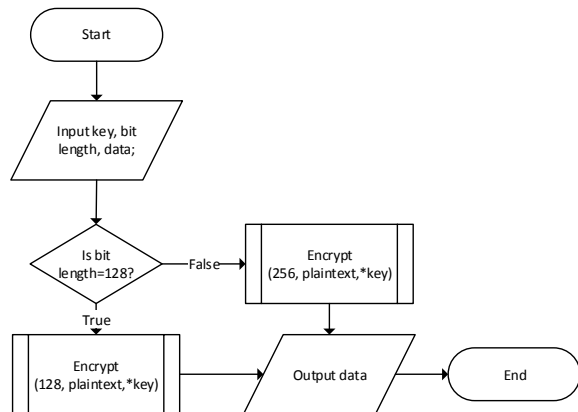 Start
Input key, bit
length, data;
Is bit
length=128?
False
Encrypt
(256, plaintext,*key)
True
Encrypt
(128, plaintext,*key)
Output data
End